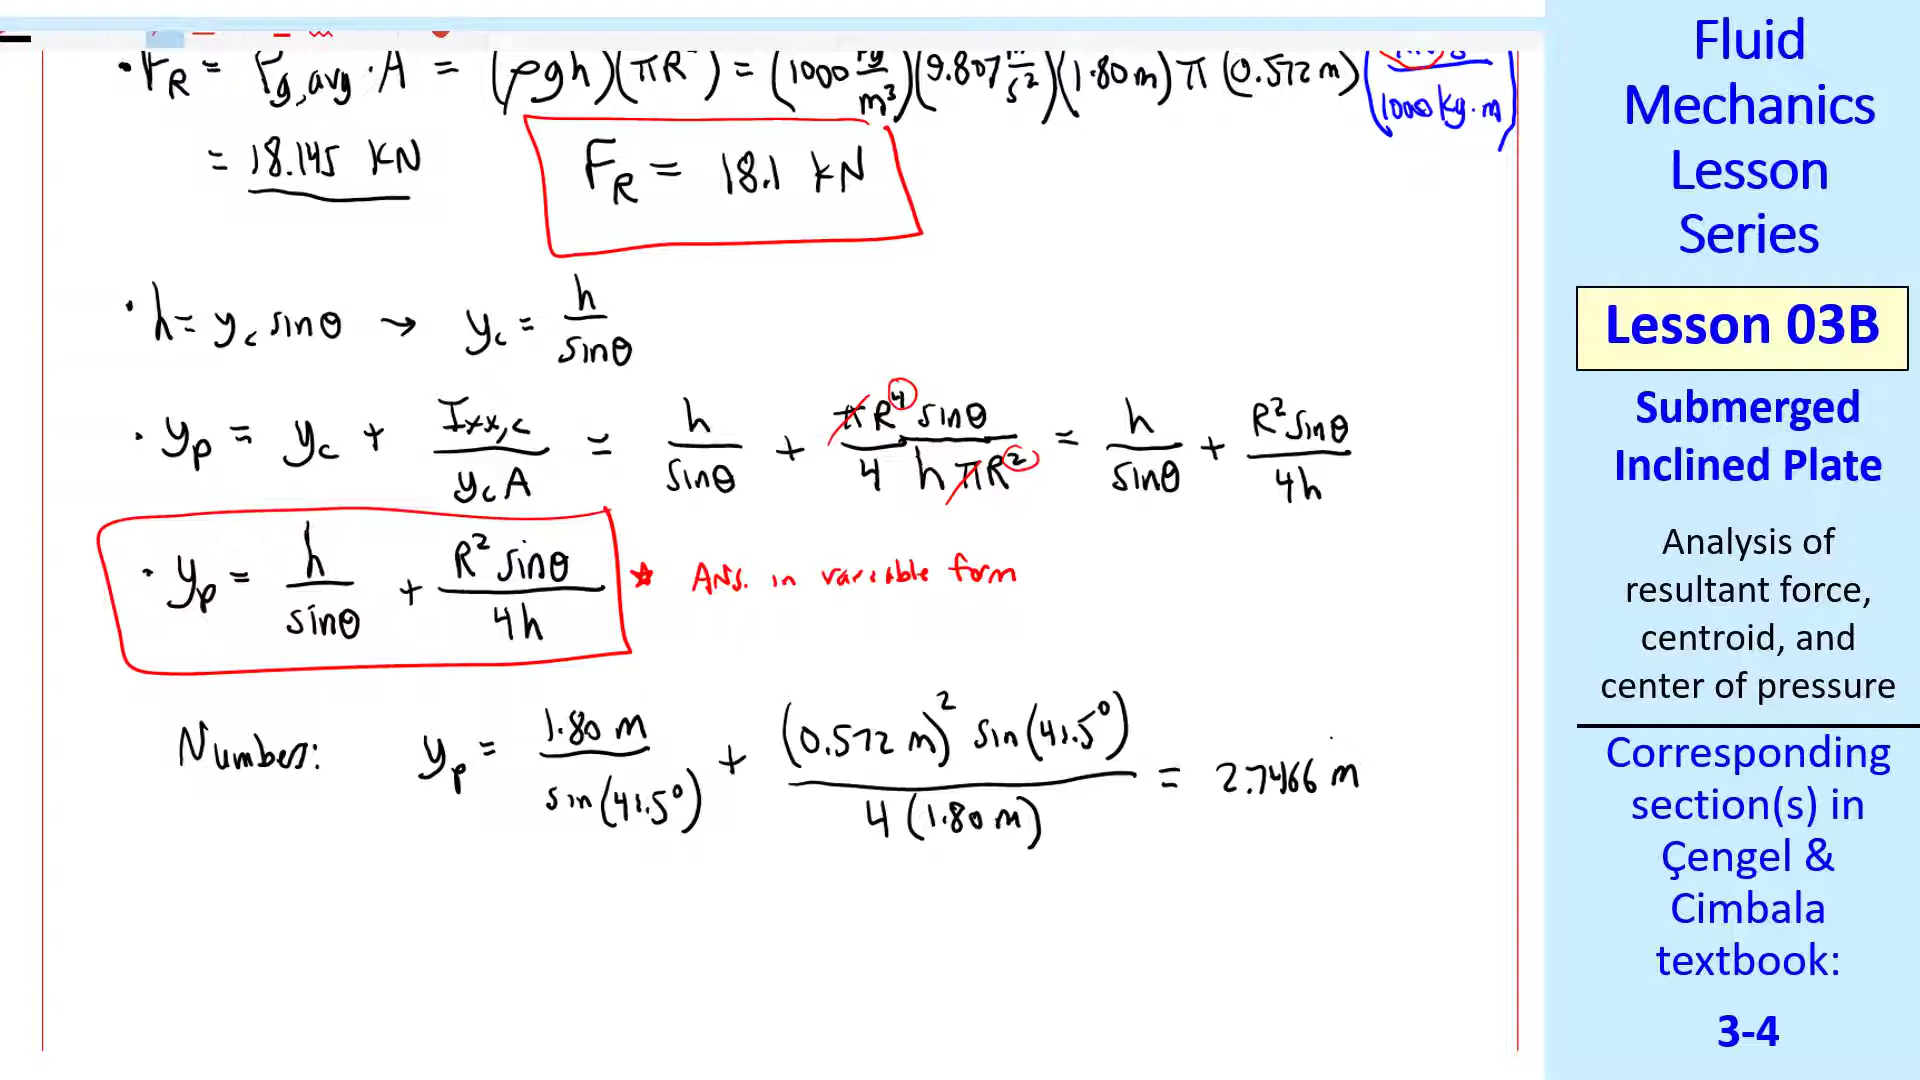 · F_R = P_g,avg · A = (ρgh)(πR²) = (1000 kg/m³)(9.807 m/s²)(1.80 m) π (0.572 m) ( / 1000 kg·m)
= 18.145 kN
F_R = 18.1 kN
· h = y_c sinθ → y_c = h/sinθ
· y_p = y_c + I_xx,c/(y_c A) = h/sinθ + πR⁴ sinθ/(4 h πR²) = h/sinθ + R² sinθ/(4h)
· y_p = h/sinθ + R² sinθ/(4h) * Ans. in variable form
Numbers: y_p = 1.80 m/sin(41.5°) + (0.572 m)² sin(41.5°)/(4 (1.80 m)) = 2.7466 m
Fluid
Mechanics
Lesson
Series
Lesson 03B
Submerged
Inclined Plate
Analysis of
resultant force,
centroid, and
center of pressure
Corresponding
section(s) in
Çengel &
Cimbala
textbook:
3-4